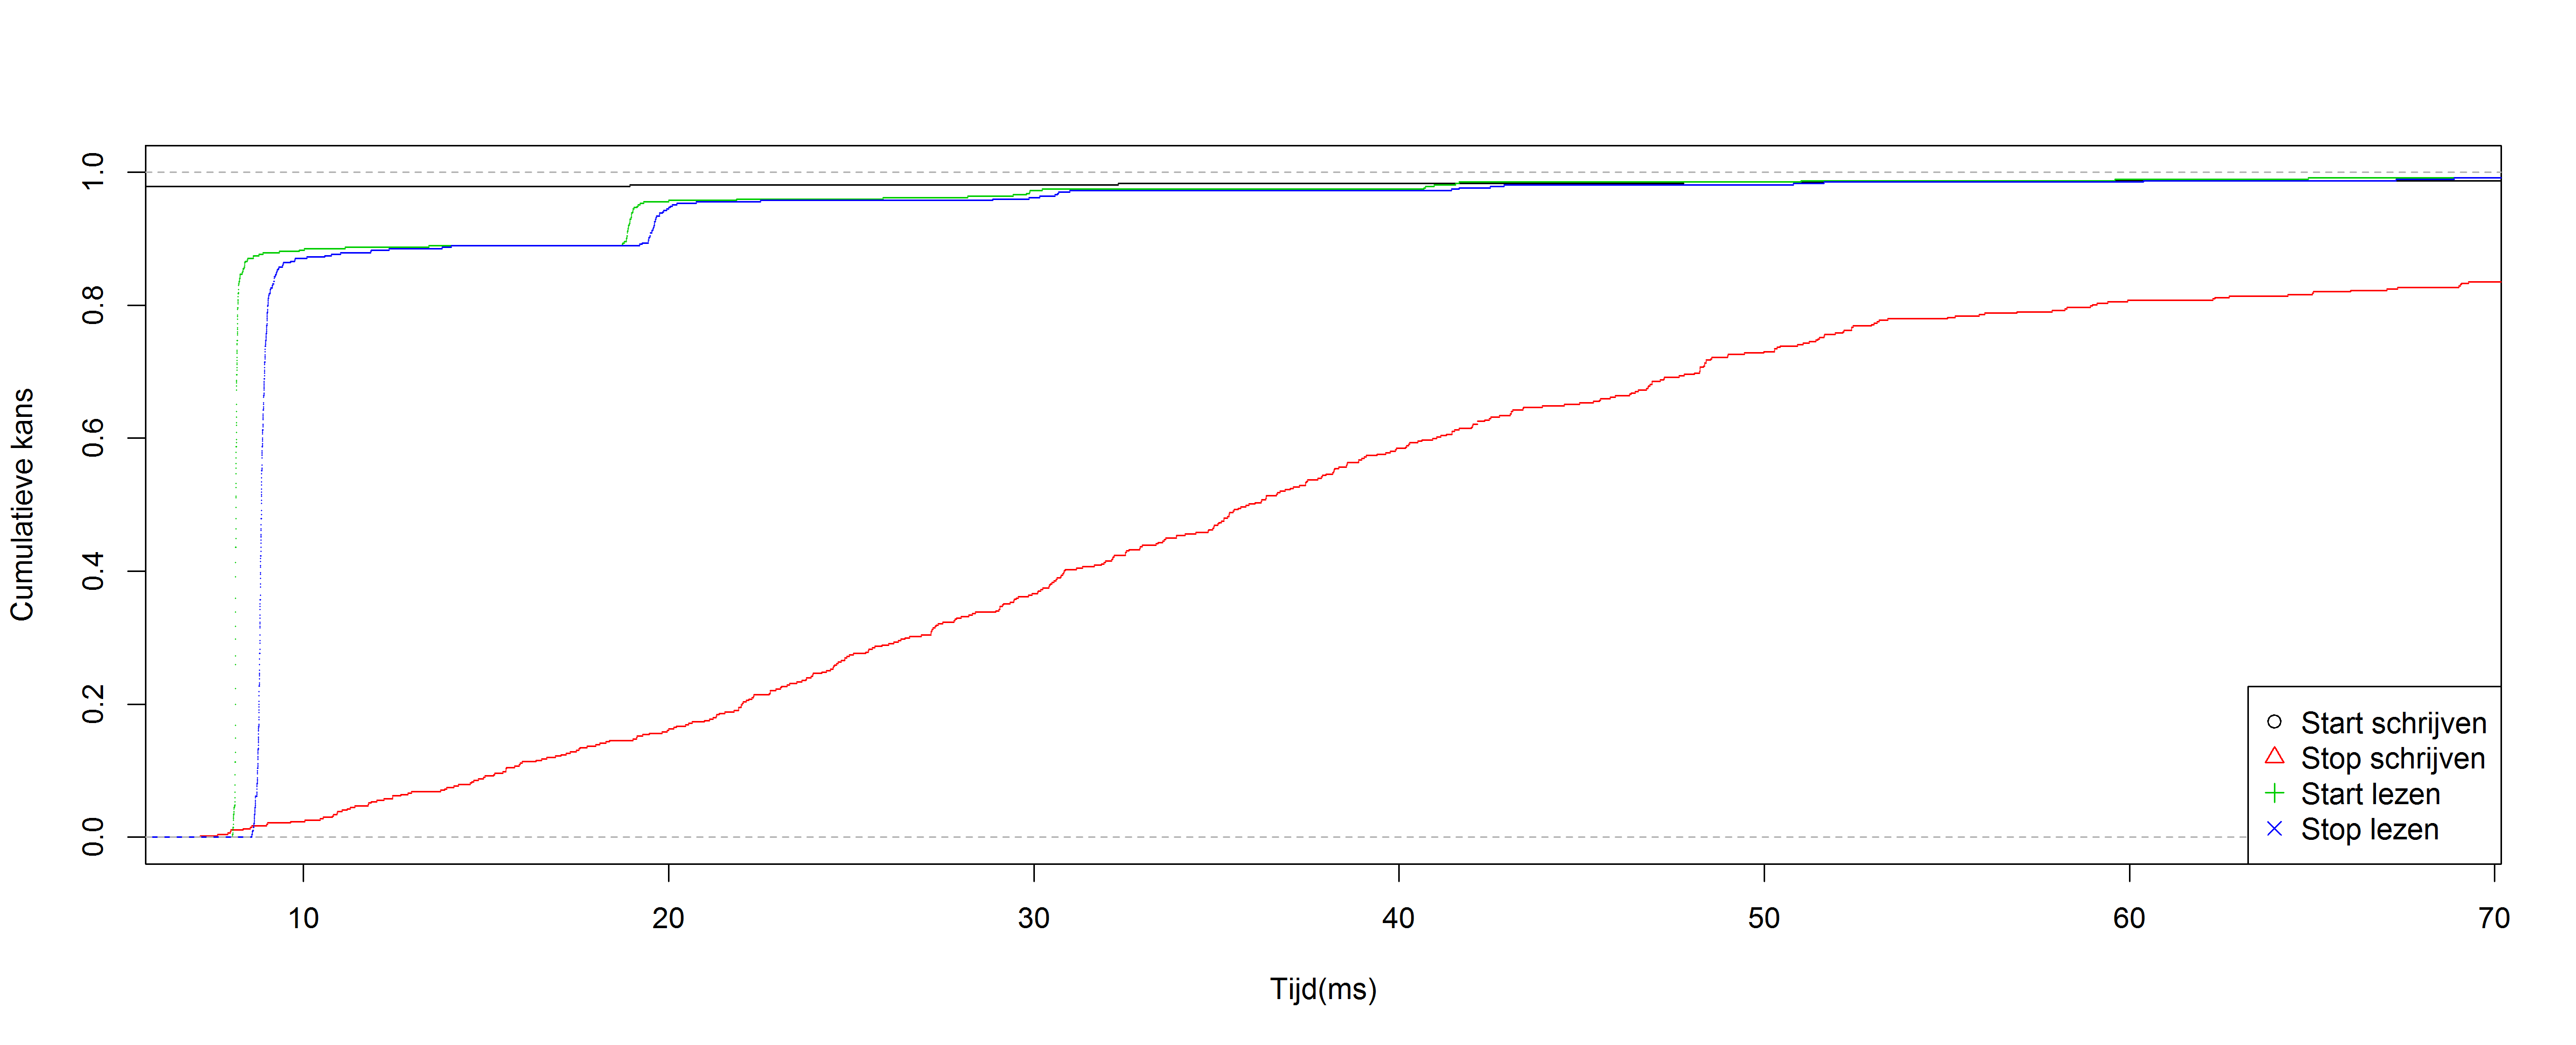 1.0
0.8
0.6
0.4
0.2
0.0
Cumulatieve kans
10 20 30 40 50 60 70
Tijd(ms)
Start schrijven
Stop schrijven
Start lezen
Stop lezen